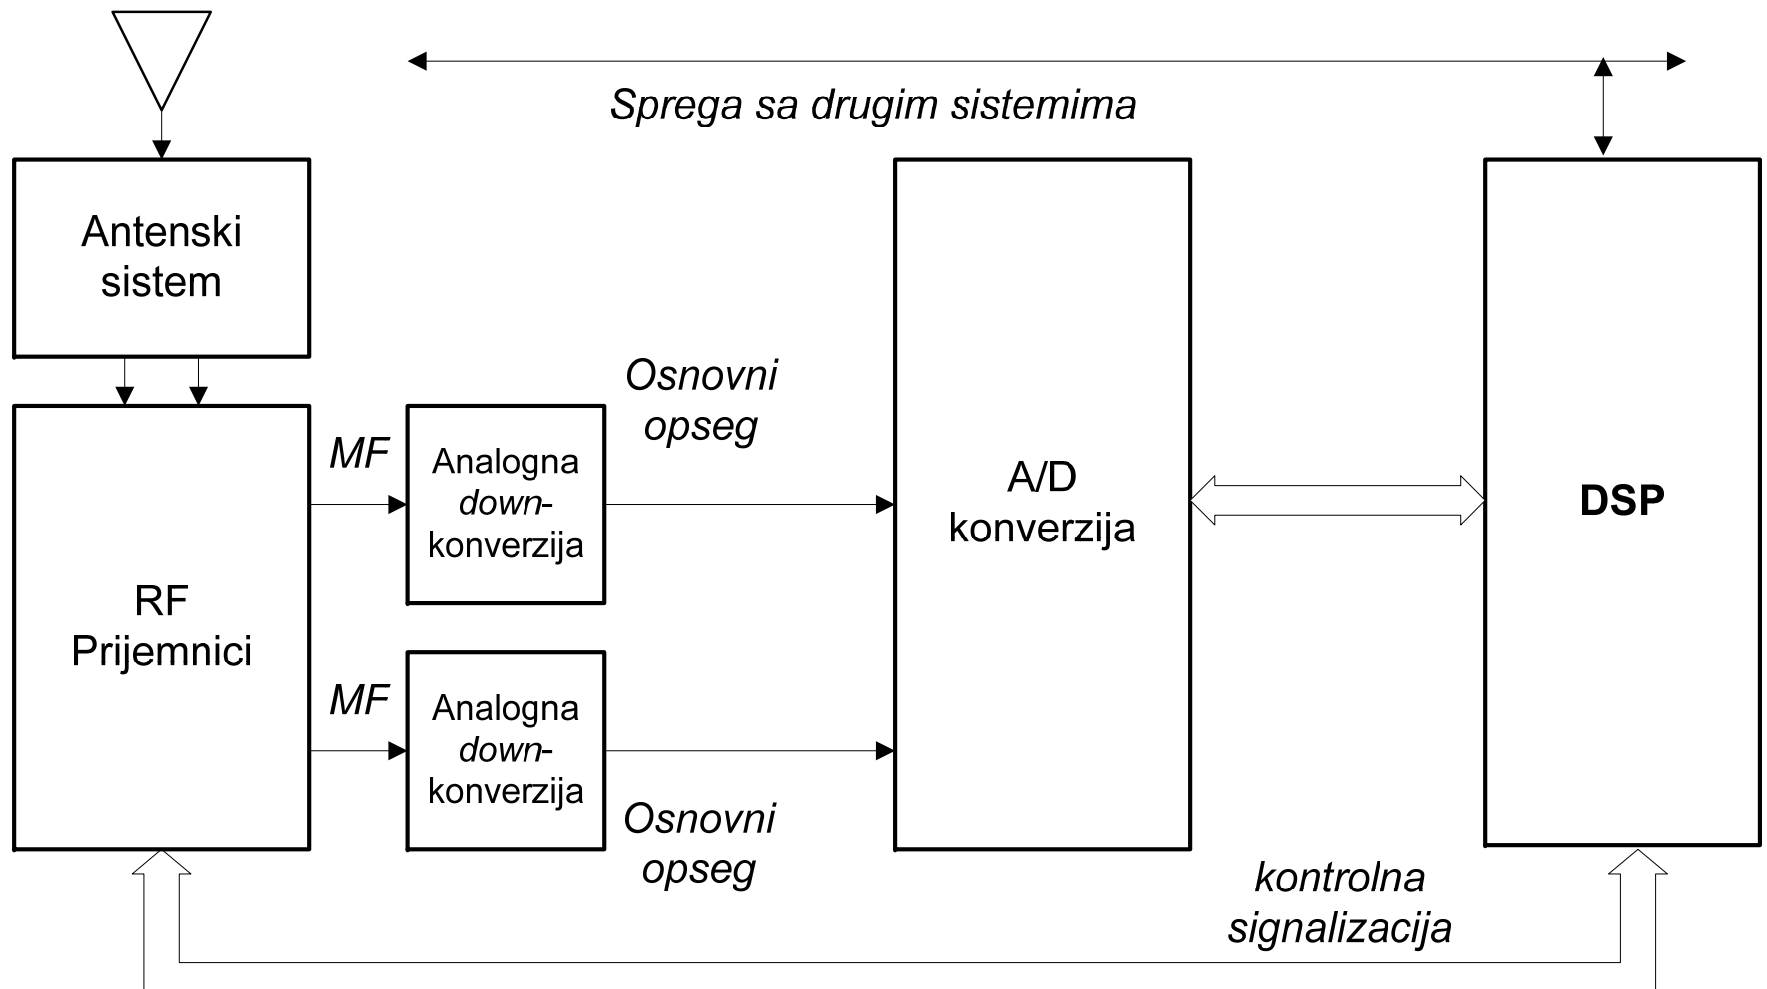 Sprega sa drugim sistemima
Antenski
sistem
RF
Prijemnici
MF
Analogna
down-
konverzija
Osnovni
opseg
MF
Analogna
down-
konverzija
Osnovni
opseg
A/D
konverzija
DSP
kontrolna
signalizacija